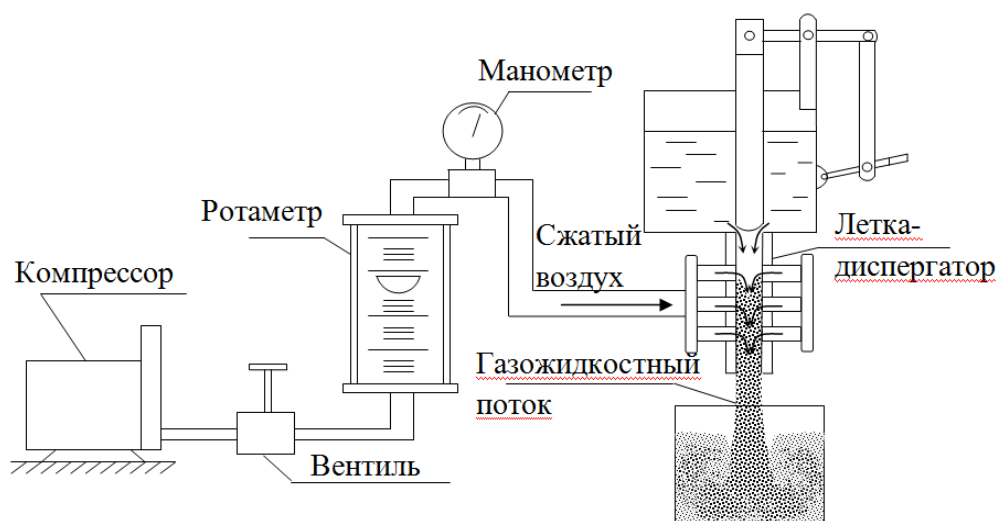 Манометр
Ротаметр
Сжатый
воздух
Летка-
диспергатор
Компрессор
Газожидкостный
поток
Вентиль